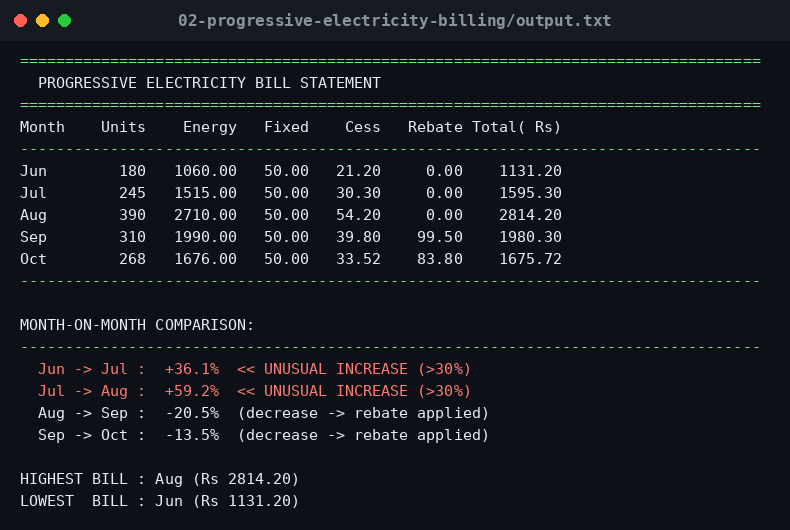 02-progressive-electricity-billing/output.txt
==================================================================================
  PROGRESSIVE ELECTRICITY BILL STATEMENT
==================================================================================
Month    Units    Energy   Fixed    Cess   Rebate Total( Rs)
----------------------------------------------------------------------------------
Jun        180   1060.00   50.00   21.20     0.00    1131.20
Jul        245   1515.00   50.00   30.30     0.00    1595.30
Aug        390   2710.00   50.00   54.20     0.00    2814.20
Sep        310   1990.00   50.00   39.80    99.50    1980.30
Oct        268   1676.00   50.00   33.52    83.80    1675.72
----------------------------------------------------------------------------------
MONTH-ON-MONTH COMPARISON:
----------------------------------------------------------------------------------
  Jun -> Jul :  +36.1%  << UNUSUAL INCREASE (>30%)
  Jul -> Aug :  +59.2%  << UNUSUAL INCREASE (>30%)
  Aug -> Sep :  -20.5%  (decrease -> rebate applied)
  Sep -> Oct :  -13.5%  (decrease -> rebate applied)
HIGHEST BILL : Aug (Rs 2814.20)
LOWEST  BILL : Jun (Rs 1131.20)